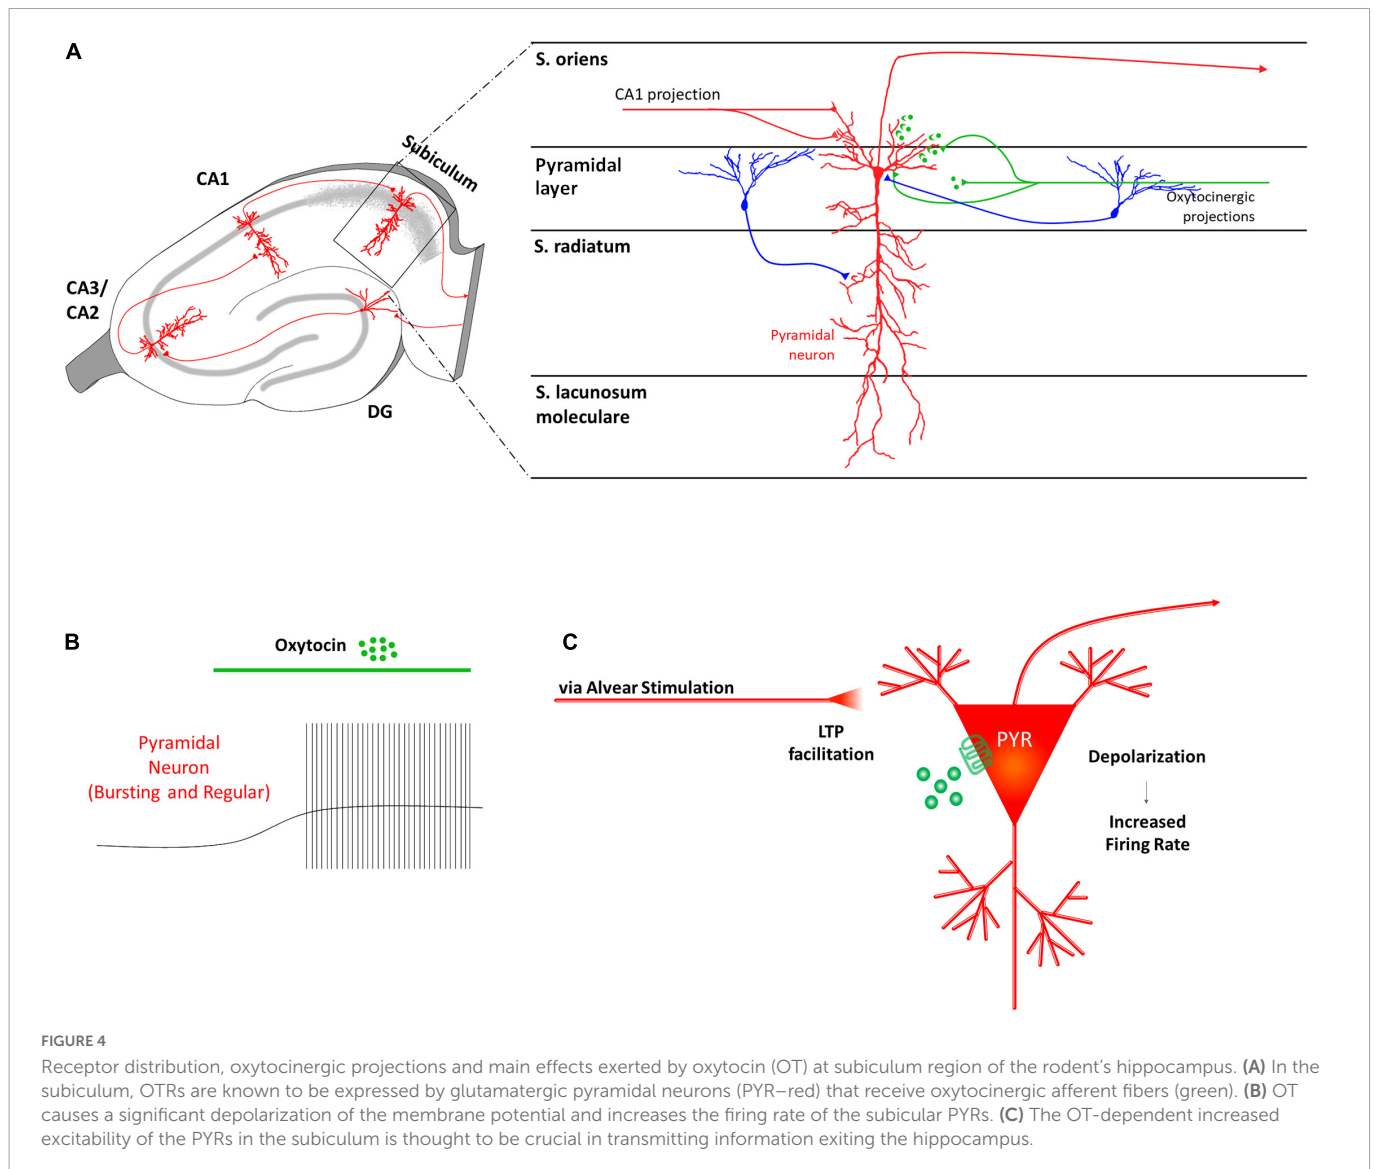 A
S. oriens
CA1 projection
Subiculum
CA1
Pyramidal
layer
Oxytocinergic
projections
S. radiatum
CA3/
CA2
Pyramidal
neuron
S. lacunosum
moleculare
DG
B
Oxytocin
Pyramidal
Neuron
(Bursting and Regular)
C
via Alvear Stimulation
LTP
facilitation
PYR
Depolarization
Increased
Firing Rate
FIGURE 4
Receptor distribution, oxytocinergic projections and main effects exerted by oxytocin (OT) at subiculum region of the rodent's hippocampus. (A) In the
subiculum, OTRs are known to be expressed by glutamatergic pyramidal neurons (PYR–red) that receive oxytocinergic afferent fibers (green). (B) OT
causes a significant depolarization of the membrane potential and increases the firing rate of the subicular PYRs. (C) The OT-dependent increased
excitability of the PYRs in the subiculum is thought to be crucial in transmitting information exiting the hippocampus.